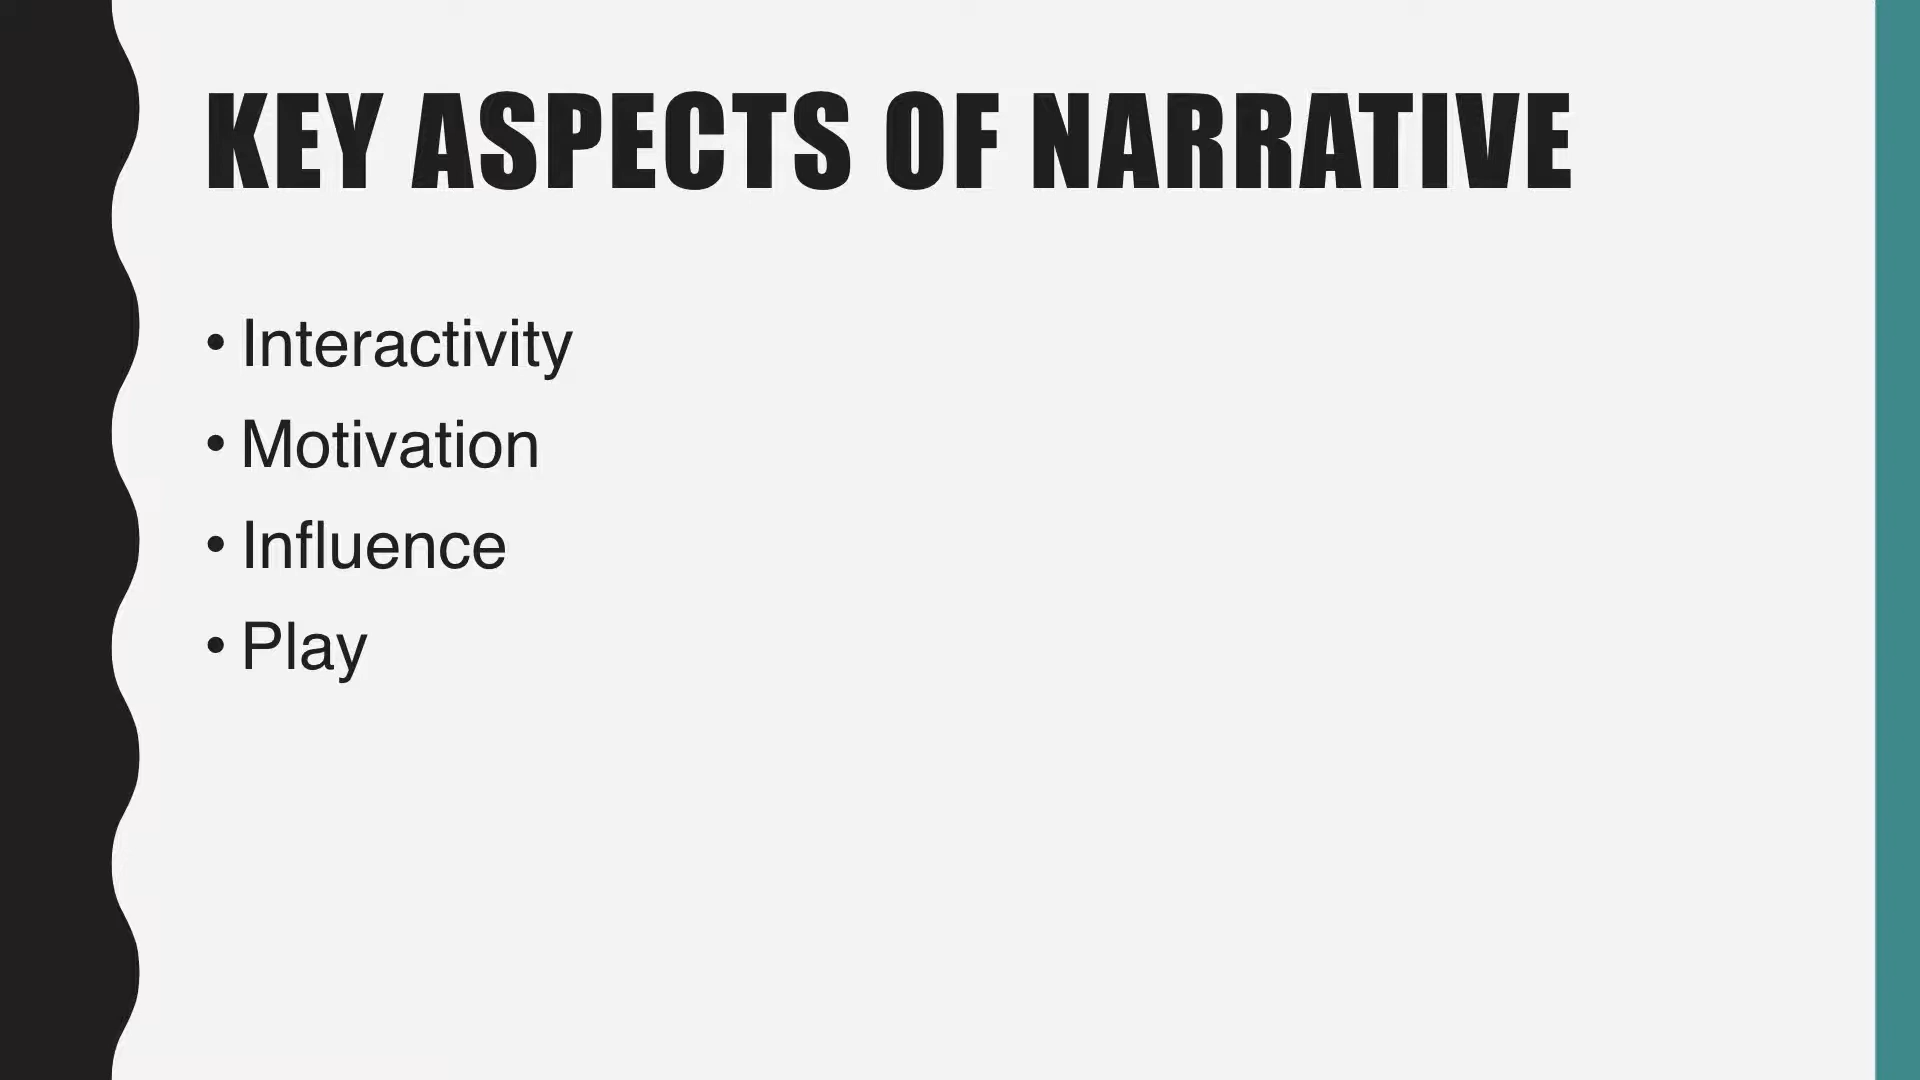 KEY ASPECTS OF NARRATIVE
• Interactivity
• Motivation
• Influence
• Play